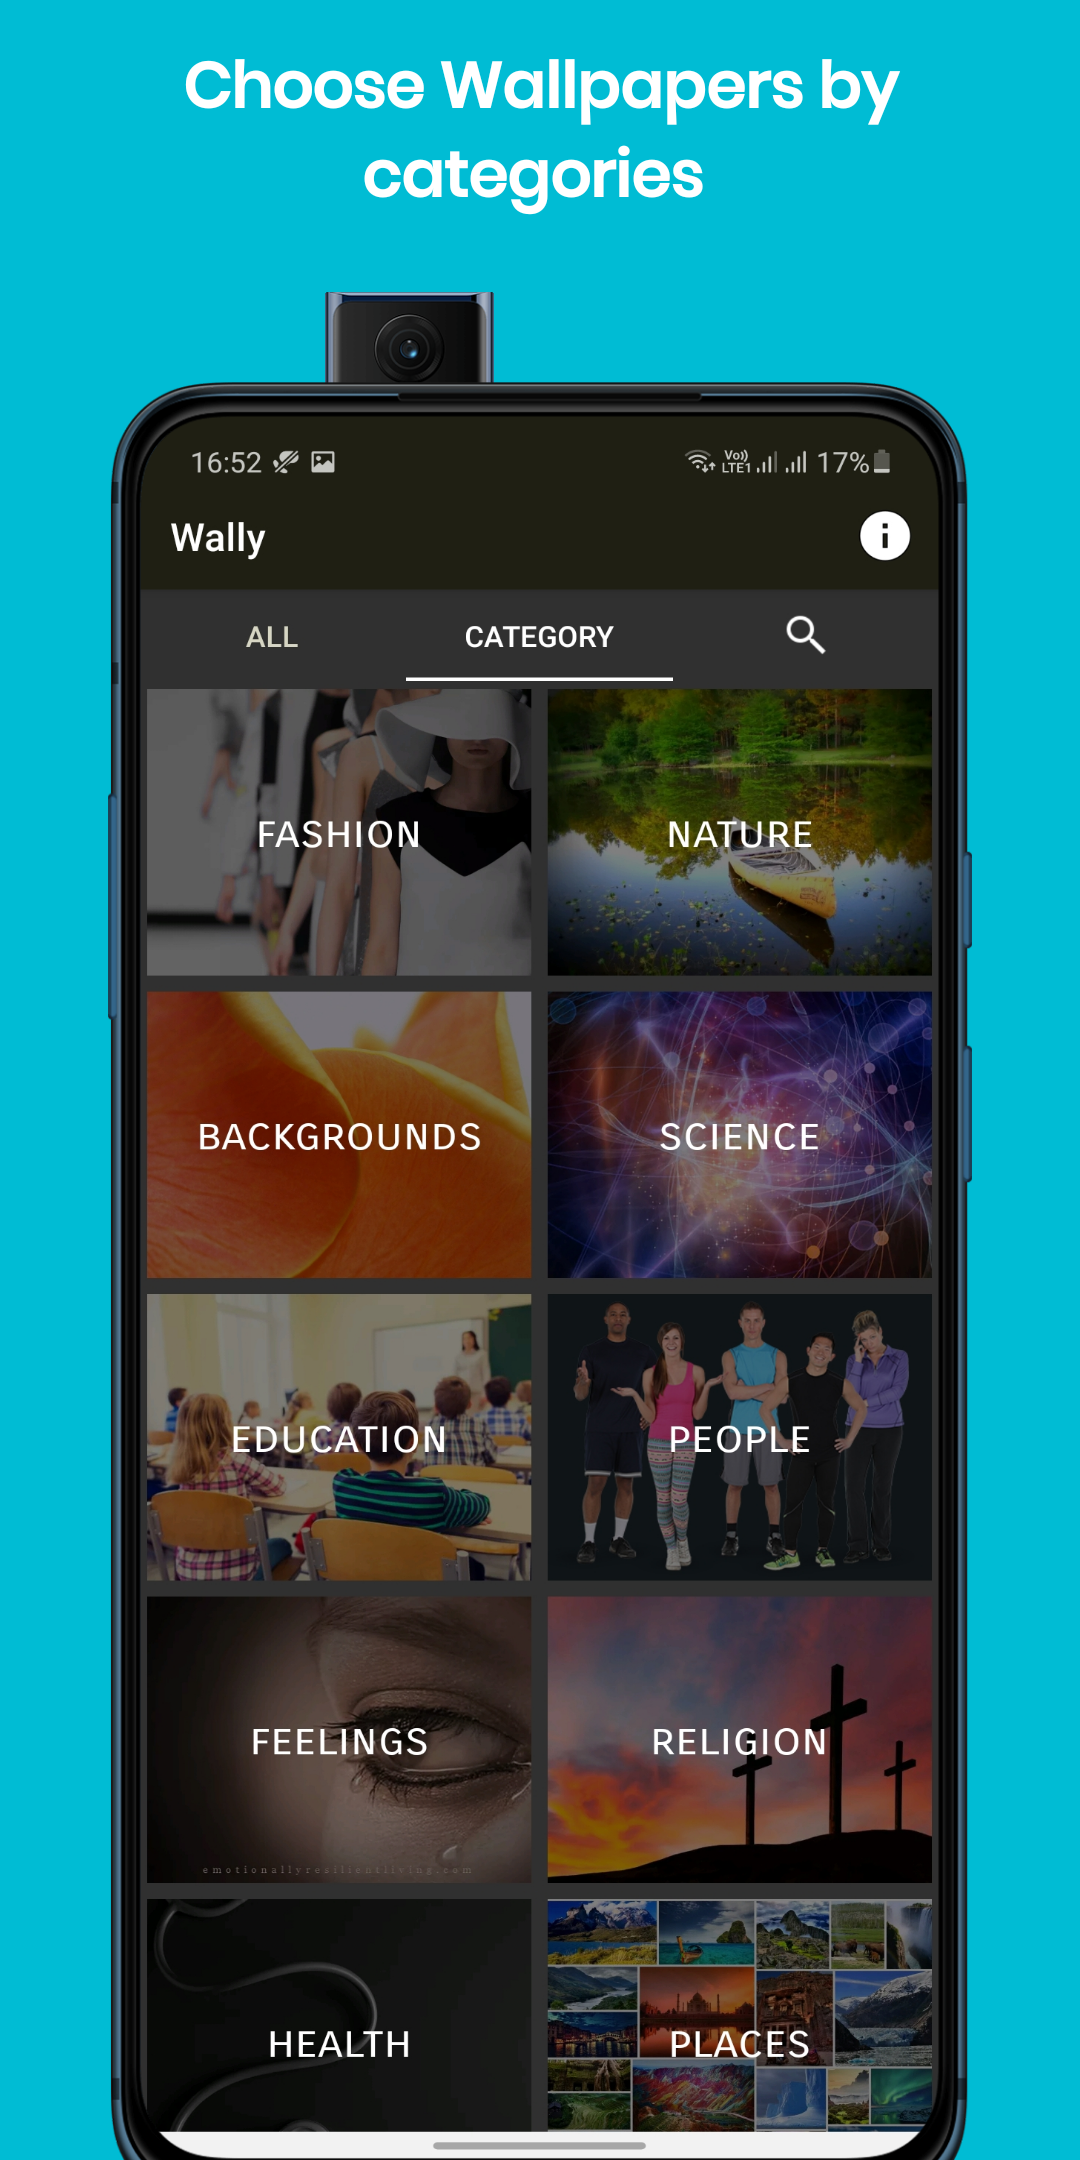 Choose Wallpapers by
categories
16:52 Vo)) LTE1 17%
Wally
ALL CATEGORY
FASHION NATURE
BACKGROUNDS SCIENCE
EDUCATION PEOPLE
FEELINGS RELIGION
emotionallyresilientliving.com
HEALTH PLACES